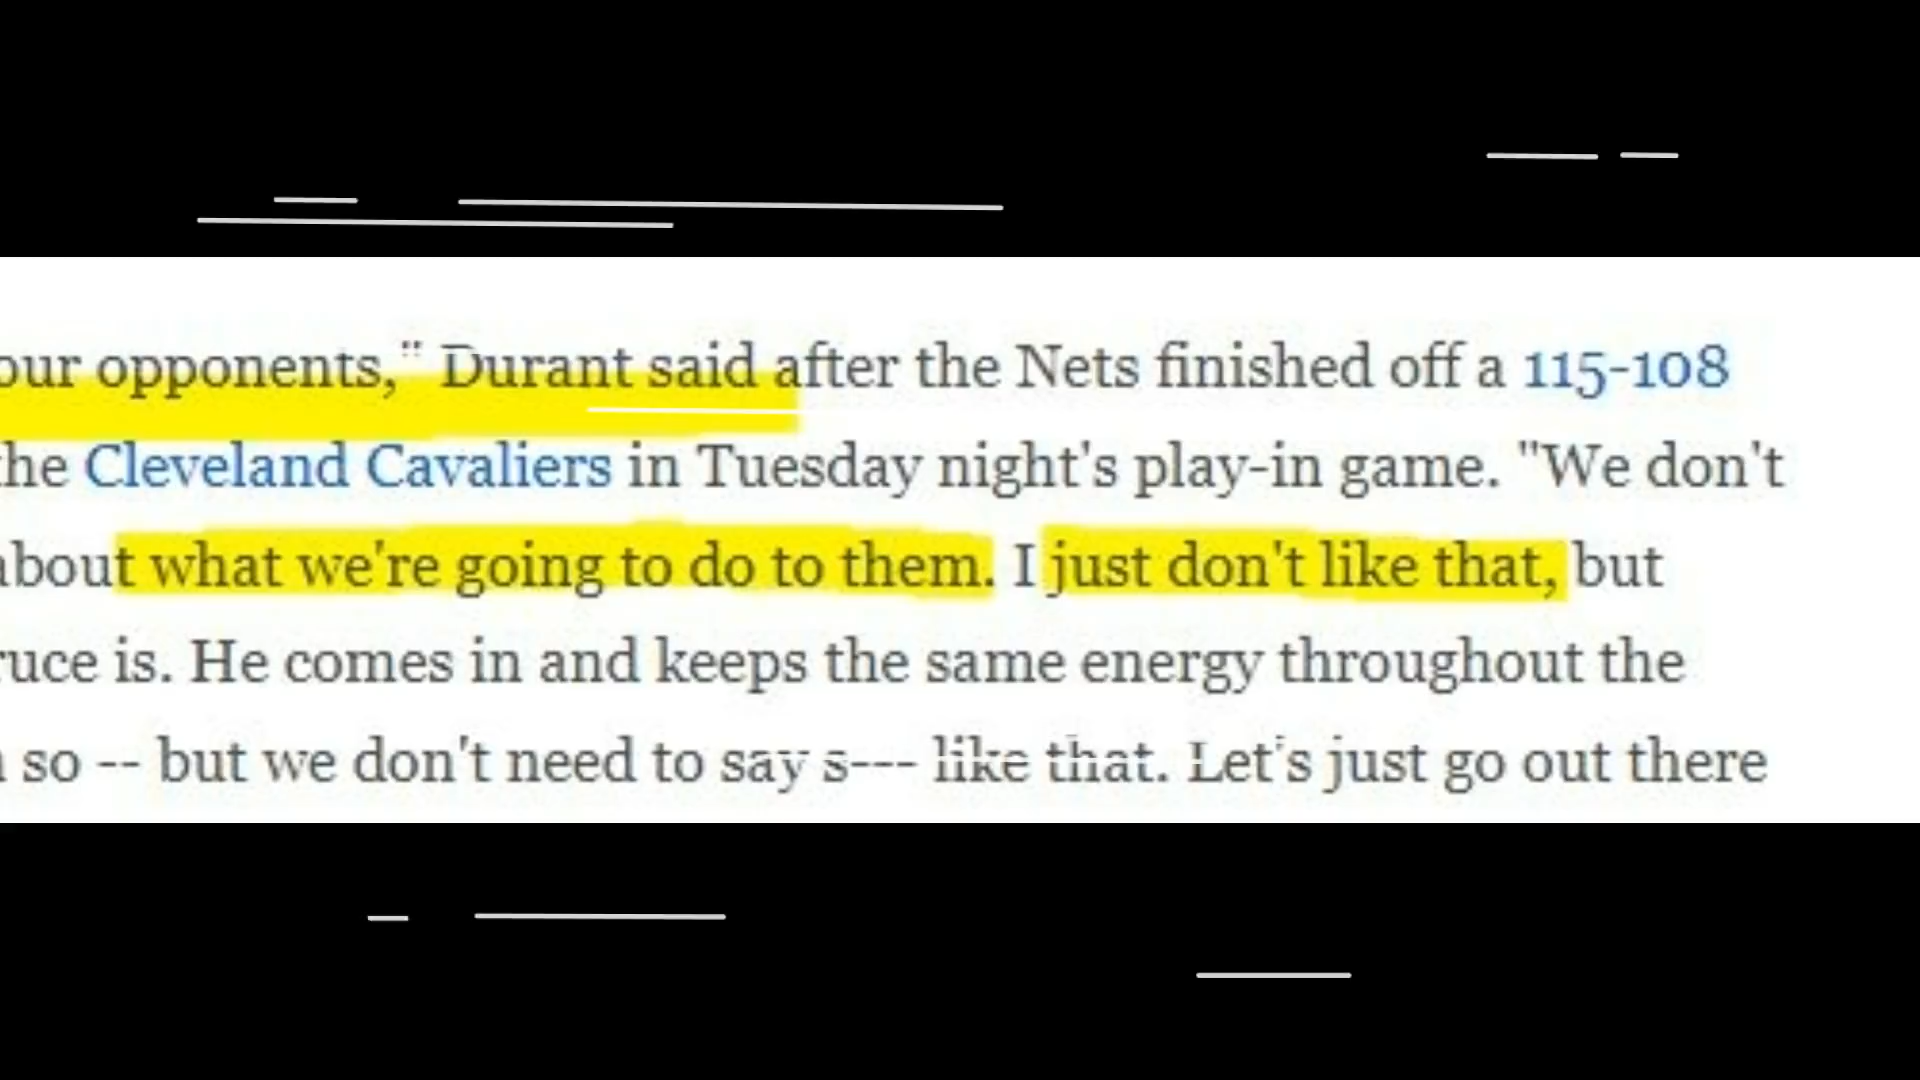 our opponents," Durant said after the Nets finished off a 115-108
the Cleveland Cavaliers in Tuesday night's play-in game. "We don't
about what we're going to do to them. I just don't like that, but
ruce is. He comes in and keeps the same energy throughout the
so -- but we don't need to say s--- like that. Let's just go out there